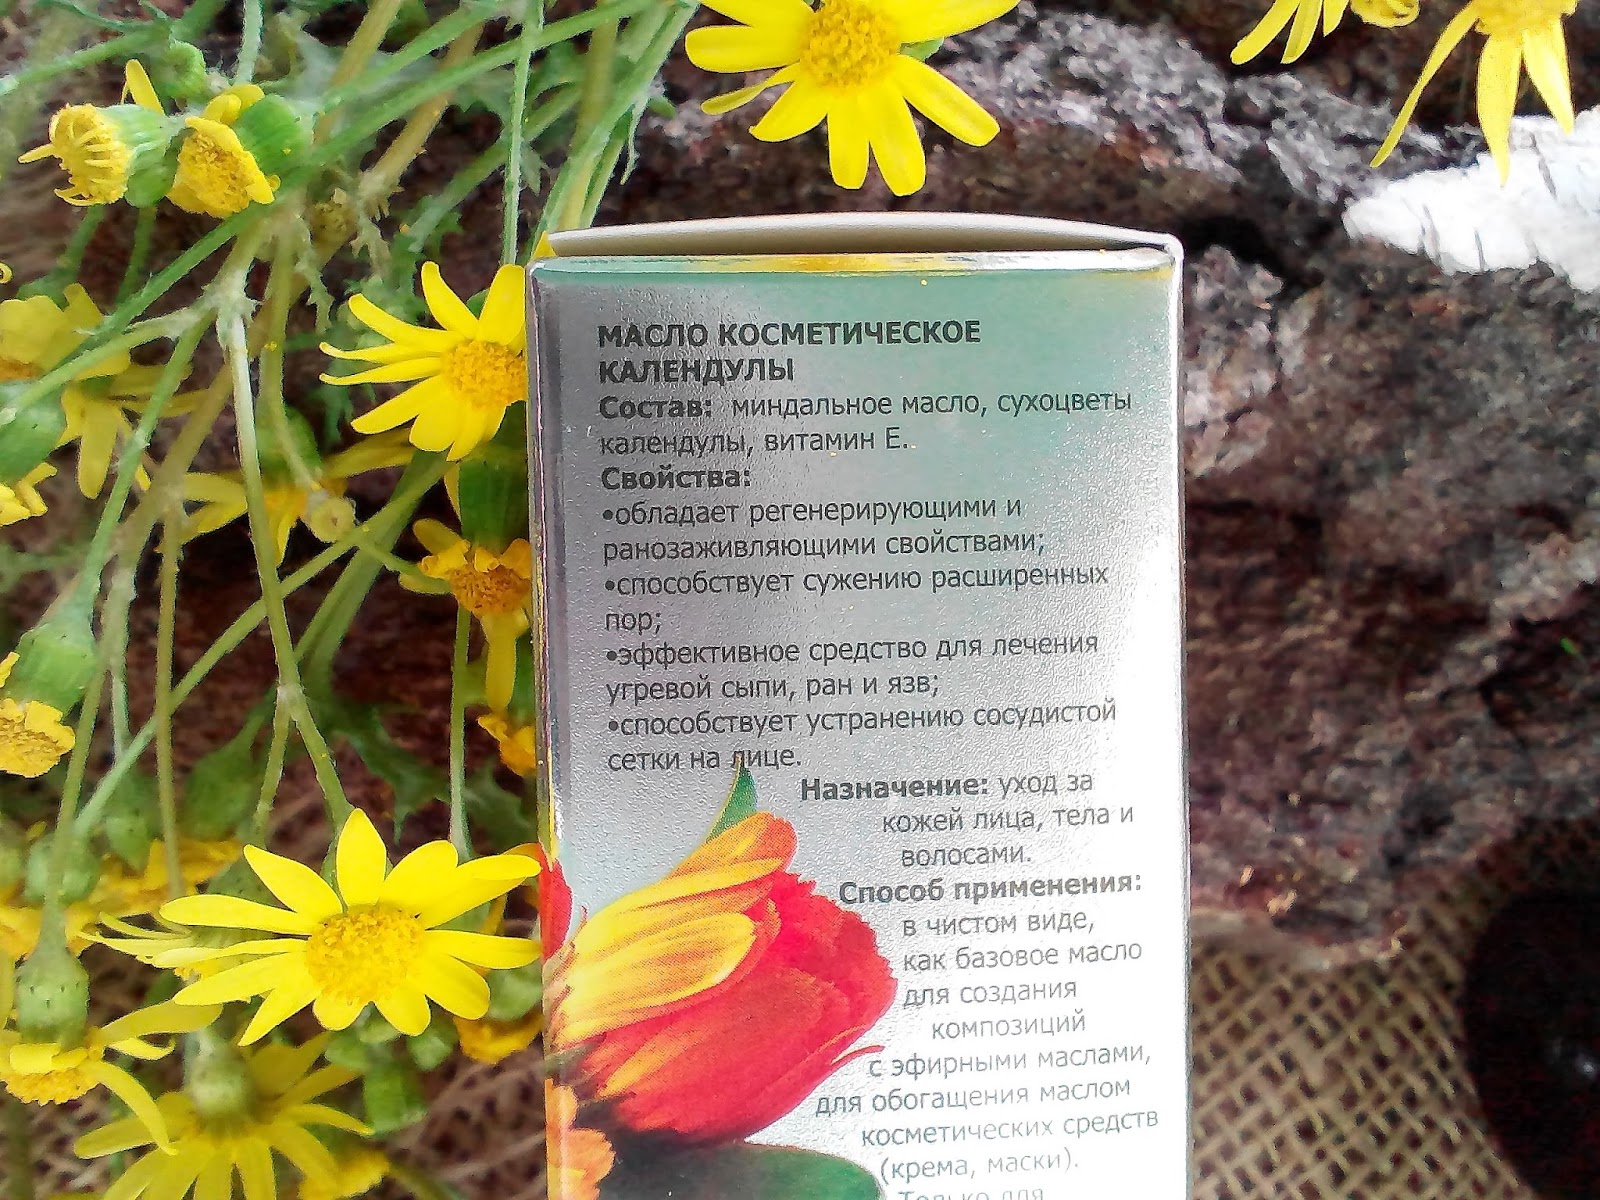 МАСЛО КОСМЕТИЧЕСКОЕ
КАЛЕНДУЛЫ
Состав: миндальное масло, сухоцветы
календулы, витамин Е..
Свойства:
•обладает регенерирующими и
ранозаживляющими свойствами;
•способствует сужению расширенных
пор;
•эффективное средство для лечения
угревой сыпи, ран и язв;
•способствует устранению сосудистой
сетки на лице.
Назначение: уход за
кожей лица, тела и
волосами.
Способ применения:
в чистом виде,
как базовое масло
для создания
композиций
с эфирными маслами,
для обогащения маслом
косметических средств
(крема, маски).
Только для